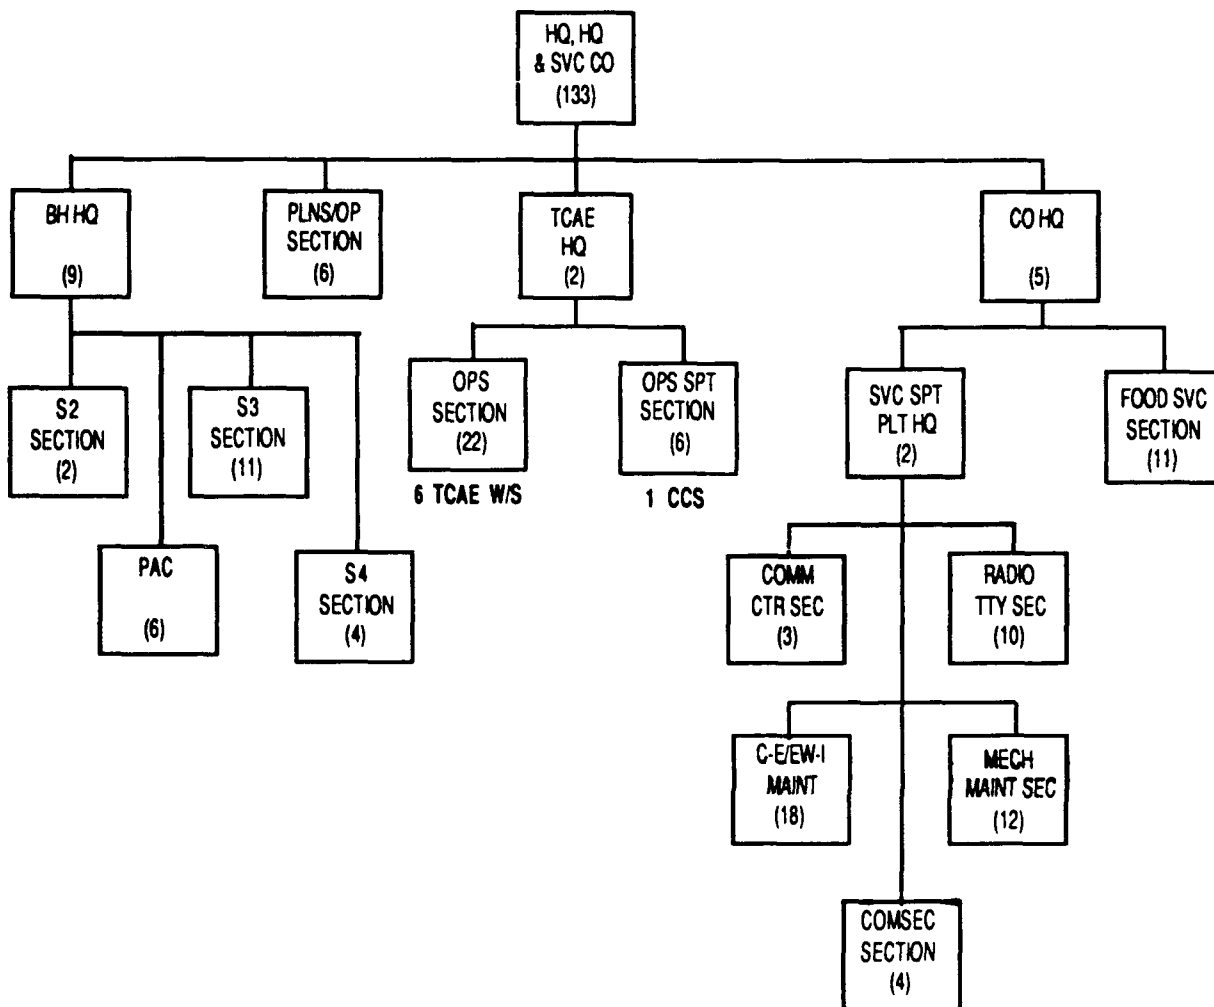 HQ, HQ
& SVC CO
(133)
BH HQ
(9)
PLNS/OP
SECTION
(6)
TCAE
HQ
(2)
CO HQ
(5)
S2
SECTION
(2)
S3
SECTION
(11)
OPS
SECTION
(22)
6 TCAE W/S
OPS SPT
SECTION
(6)
1 CCS
SVC SPT
PLT HQ
(2)
FOOD SVC
SECTION
(11)
PAC
(6)
S4
SECTION
(4)
COMM
CTR SEC
(3)
RADIO
TTY SEC
(10)
C-E/EW-I
MAINT
(18)
MECH
MAINT SEC
(12)
COMSEC
SECTION
(4)